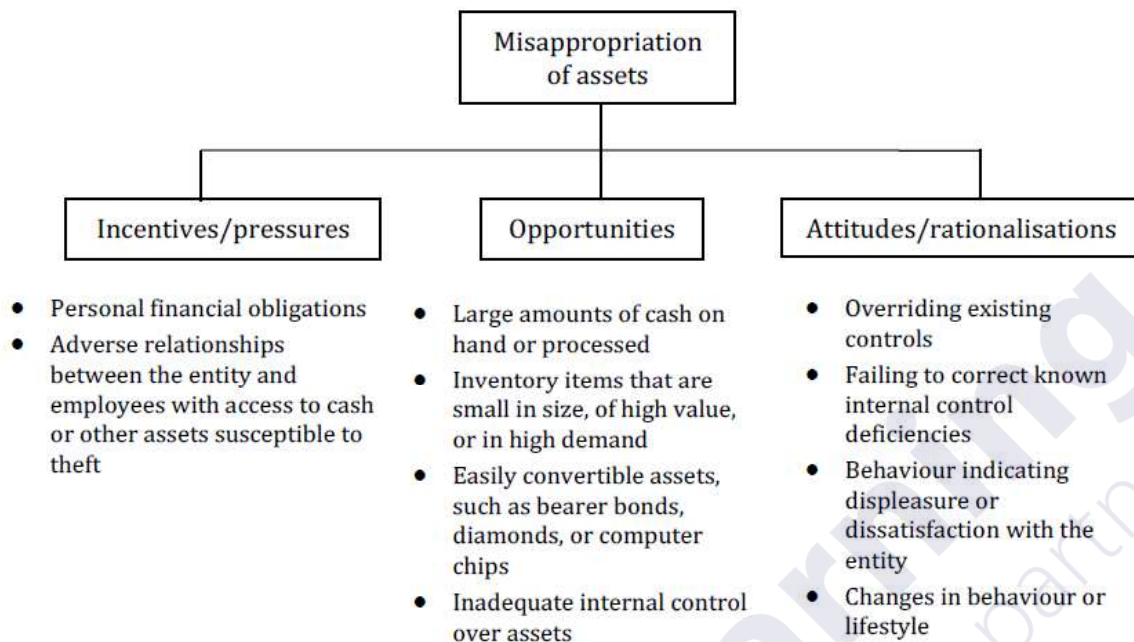 Misappropriation
of assets
Incentives/pressures
Opportunities
Attitudes/rationalisations
● Personal financial obligations
● Adverse relationships
between the entity and
employees with access to cash
or other assets susceptible to
theft
● Large amounts of cash on
hand or processed
● Inventory items that are
small in size, of high value,
or in high demand
● Easily convertible assets,
such as bearer bonds,
diamonds, or computer
chips
● Inadequate internal control
over assets
● Overriding existing
controls
● Failing to correct known
internal control
deficiencies
● Behaviour indicating
displeasure or
dissatisfaction with the
entity
● Changes in behaviour or
lifestyle